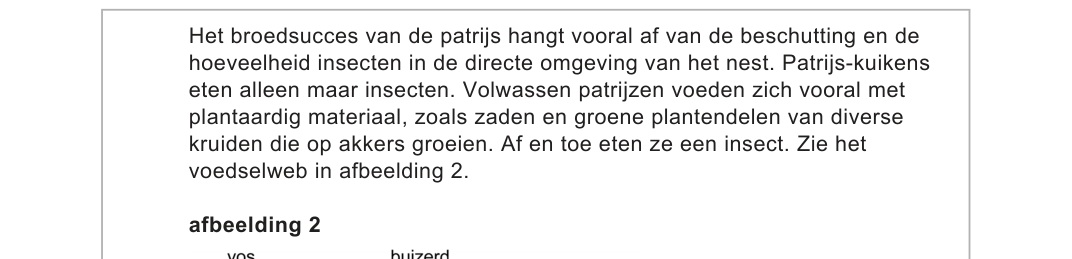 Het broedsucces van de patrijs hangt vooral af van de beschutting en de
hoeveelheid insecten in de directe omgeving van het nest. Patrijs-kuikens
eten alleen maar insecten. Volwassen patrijzen voeden zich vooral met
plantaardig materiaal, zoals zaden en groene plantendelen van diverse
kruiden die op akkers groeien. Af en toe eten ze een insect. Zie het
voedselweb in afbeelding 2.
afbeelding 2
vos buizerd